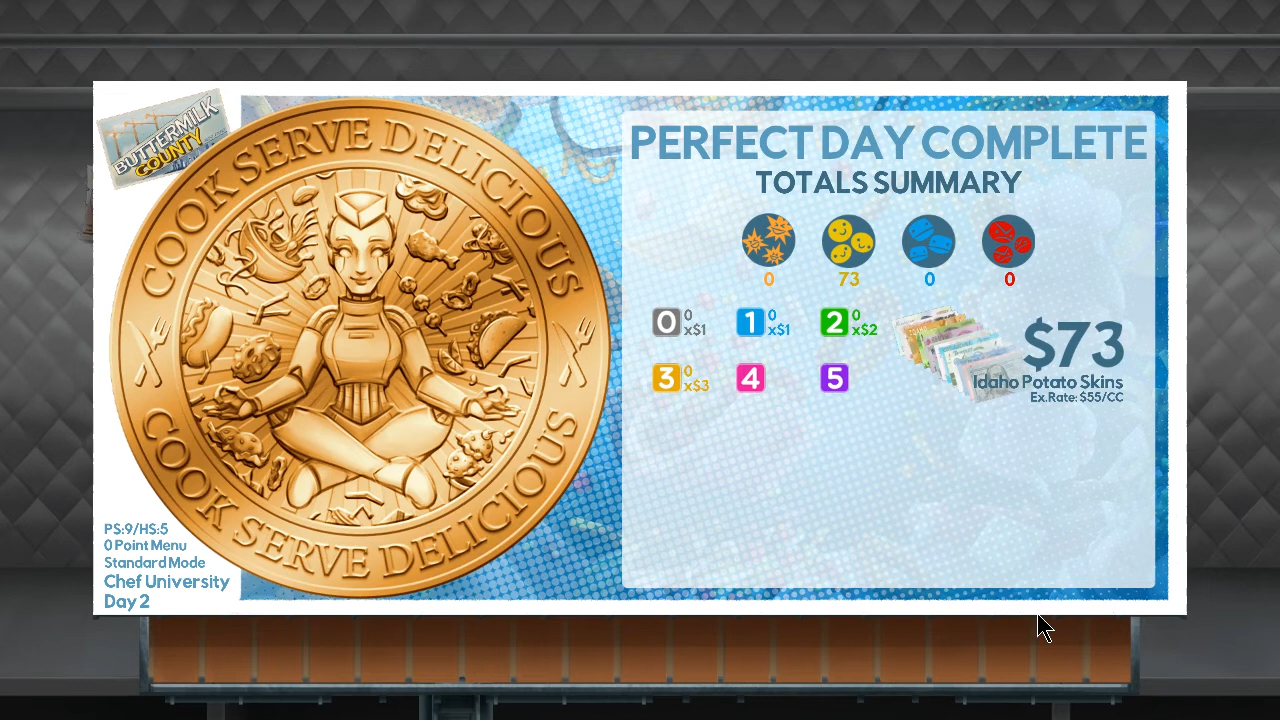 BUTTERMILK
COUNTY
COOK SERVE DELICIOUS
COOK SERVE DELICIOUS
PS:9/HS:5
0 Point Menu
Standard Mode
Chef University
Day 2
PERFECT DAY COMPLETE
TOTALS SUMMARY
0 73 0 0
0 0 x$1
1 0 x$1
2 0 x$2
3 0 x$3
4
5
$73
Idaho Potato Skins
Ex.Rate: $55/CC